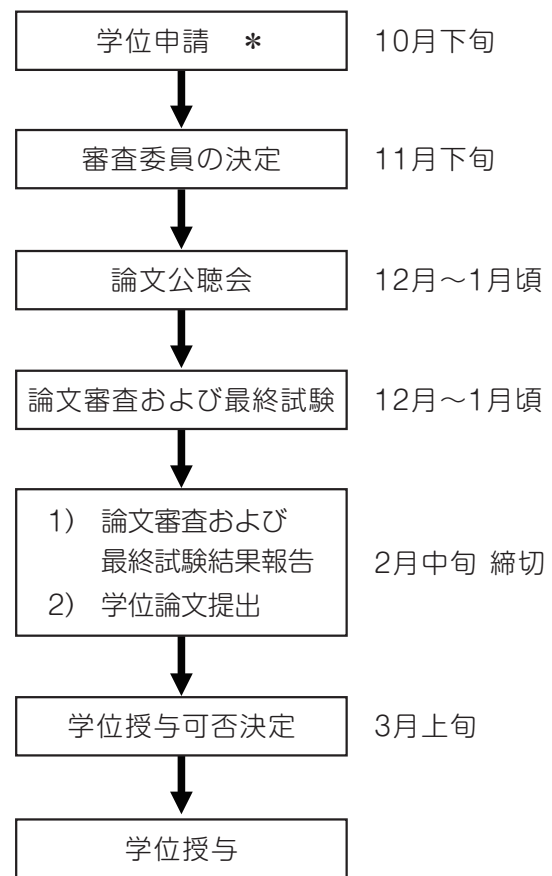 学位申請 * 10月下旬
審査委員の決定 11月下旬
論文公聴会 12月～1月頃
論文審査および最終試験 12月～1月頃
1) 論文審査および
最終試験結果報告 2月中旬 締切
2) 学位論文提出
学位授与可否決定 3月上旬
学位授与